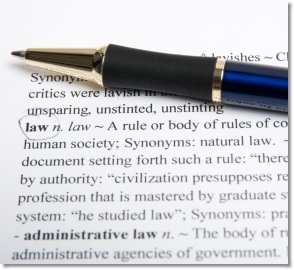 lavishes ~ C
Synonym
critics were lavish in
unsparing, unstinted, unstinting
law n. law ~ A rule or body of rules of co
human society; Synonyms: natural law. ~
document setting forth such a rule: "there
by authority: "civilization presupposes re
profession that is mastered by graduate s
system: "he studied law"; Synonyms: pra
- administrative law n. ~ The body of ru
administrative agencies of government.